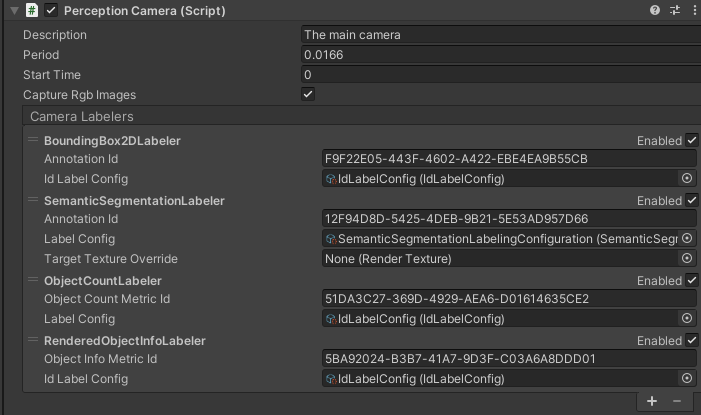 Perception Camera (Script)
Description The main camera
Period 0.0166
Start Time 0
Capture Rgb Images
Camera Labelers
BoundingBox2DLabeler Enabled
Annotation Id F9F22E05-443F-4602-A422-EBE4EA9B55CB
Id Label Config IdLabelConfig (IdLabelConfig)
SemanticSegmentationLabeler Enabled
Annotation Id 12F94D8D-5425-4DEB-9B21-5E53AD957D66
Label Config SemanticSegmentationLabelingConfiguration (SemanticSegr
Target Texture Override None (Render Texture)
ObjectCountLabeler Enabled
Object Count Metric Id 51DA3C27-369D-4929-AEA6-D01614635CE2
Label Config IdLabelConfig (IdLabelConfig)
RenderedObjectInfoLabeler Enabled
Object Info Metric Id 5BA92024-B3B7-41A7-9D3F-C03A6A8DDD01
Id Label Config IdLabelConfig (IdLabelConfig)